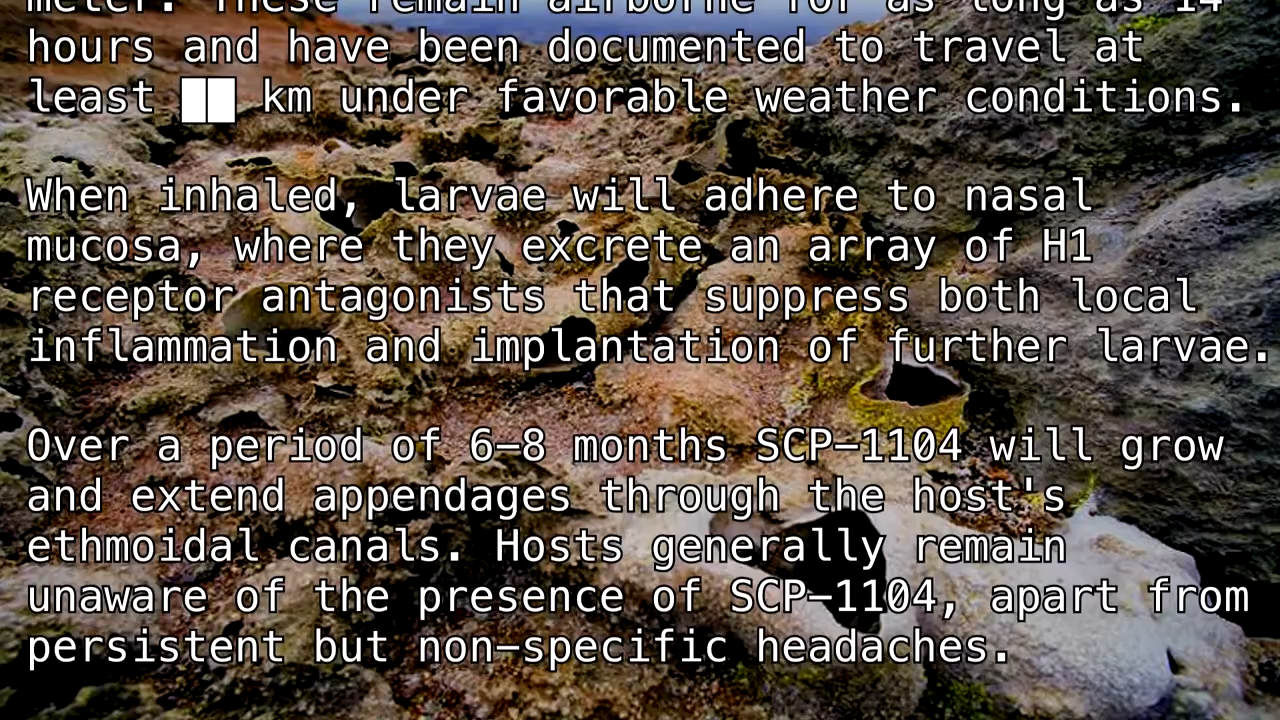 meter. These remain airborne for as long as 14
hours and have been documented to travel at
least ██ km under favorable weather conditions.
When inhaled, larvae will adhere to nasal
mucosa, where they excrete an array of H1
receptor antagonists that suppress both local
inflammation and implantation of further larvae.
Over a period of 6–8 months SCP–1104 will grow
and extend appendages through the host's
ethmoidal canals. Hosts generally remain
unaware of the presence of SCP–1104, apart from
persistent but non–specific headaches.